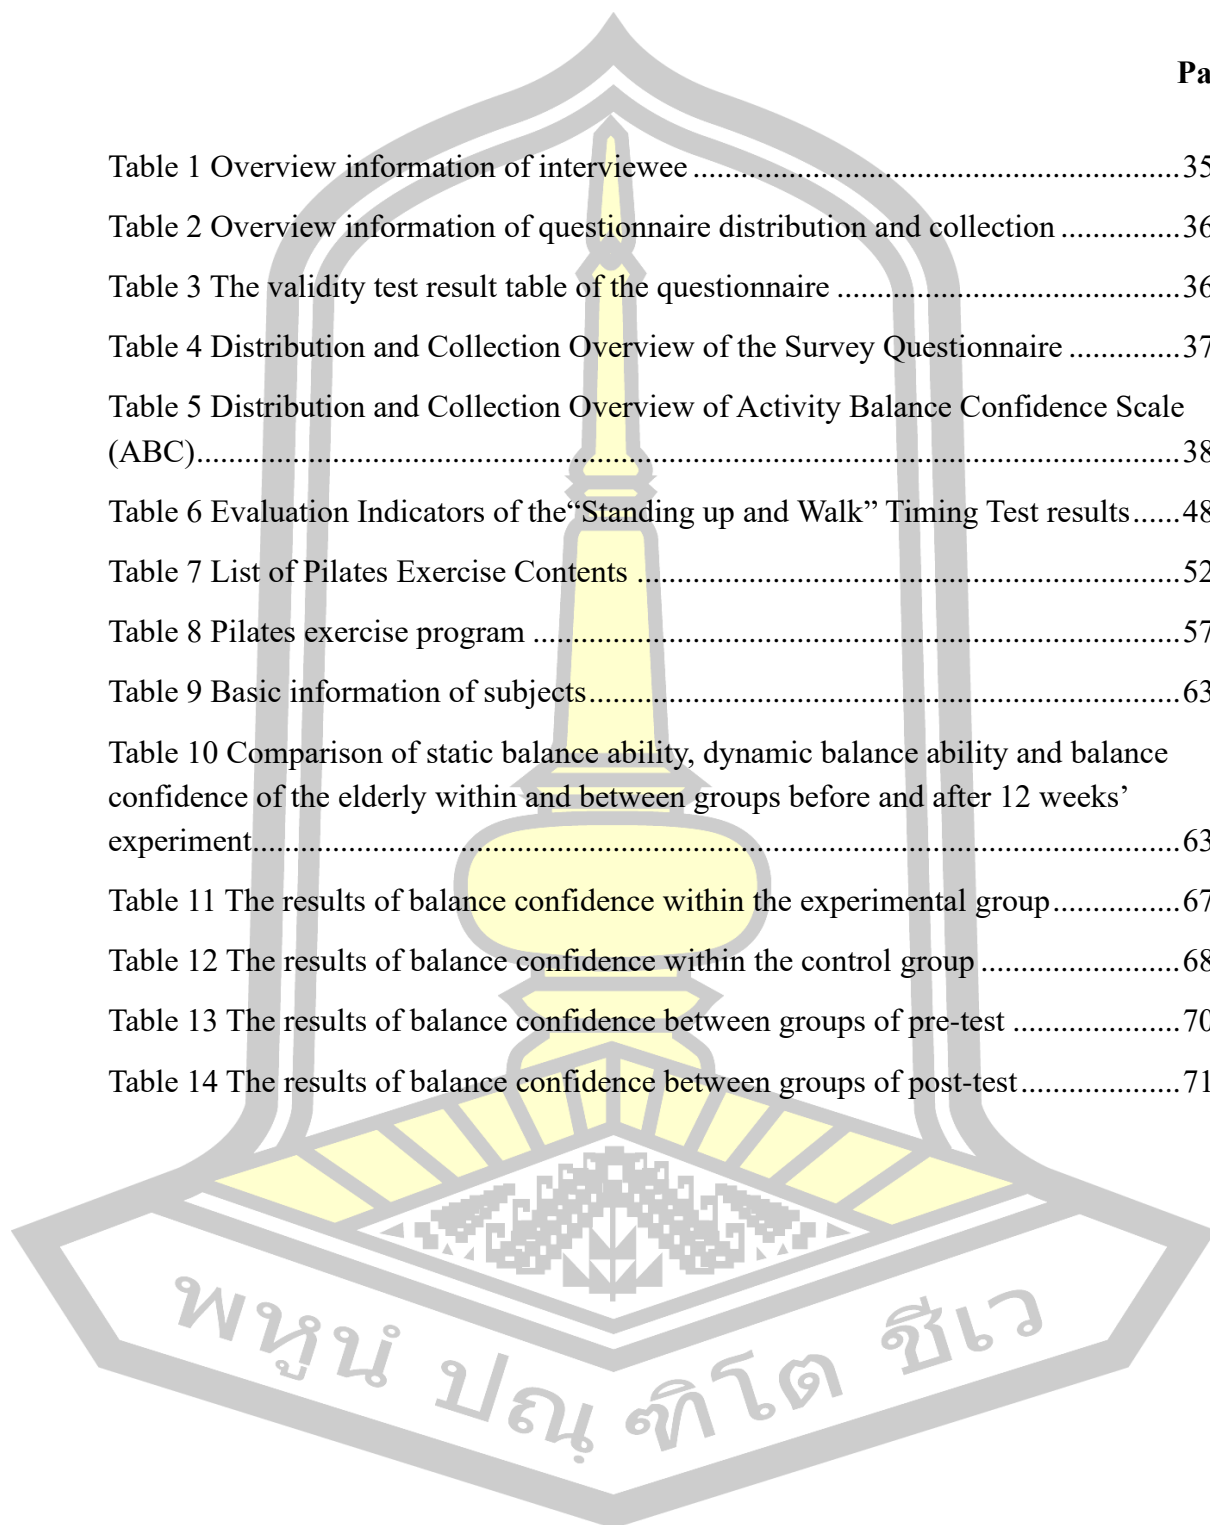 Pa
Table 1 Overview information of interviewee.......................................................35
Table 2 Overview information of questionnaire distribution and collection...............36
Table 3 The validity test result table of the questionnaire.......................................36
Table 4 Distribution and Collection Overview of the Survey Questionnaire..............37
Table 5 Distribution and Collection Overview of Activity Balance Confidence Scale
(ABC)...............................................................................................................38
Table 6 Evaluation Indicators of the“Standing up and Walk” Timing Test results......48
Table 7 List of Pilates Exercise Contents..............................................................52
Table 8 Pilates exercise program..........................................................................57
Table 9 Basic information of subjects...................................................................63
Table 10 Comparison of static balance ability, dynamic balance ability and balance
confidence of the elderly within and between groups before and after 12 weeks’
experiment.........................................................................................................63
Table 11 The results of balance confidence within the experimental group...............67
Table 12 The results of balance confidence within the control group.......................68
Table 13 The results of balance confidence between groups of pre-test...................70
Table 14 The results of balance confidence between groups of post-test..................71
พหูนํ ปณฺฑิโต ชีเว